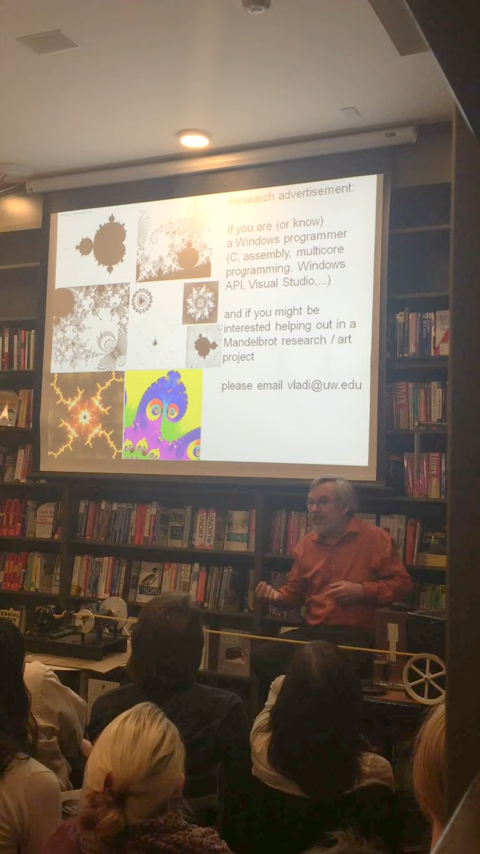 Research advertisement:
If you are (or know)
a Windows programmer
(C, assembly, multicore
programming, Windows
API, Visual Studio,...)
and if you might be
interested helping out in a
Mandelbrot research / art
project
please email vladi@uw.edu